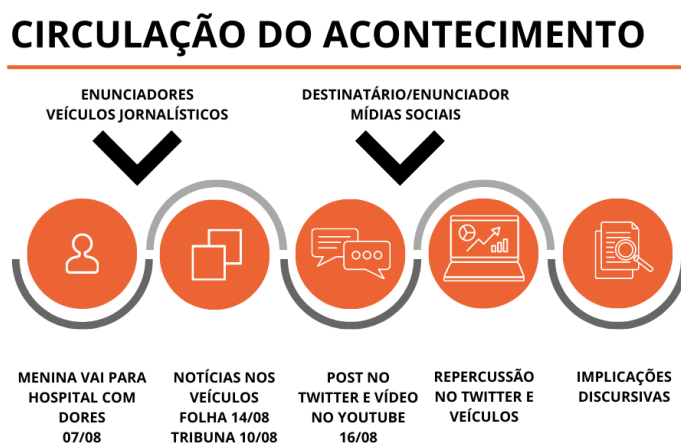 CIRCULAÇÃO DO ACONTECIMENTO
ENUNCIADORES
VEÍCULOS JORNALÍSTICOS
DESTINATÁRIO/ENUNCIADOR
MÍDIAS SOCIAIS
MENINA VAI PARA
HOSPITAL COM
DORES
07/08
NOTÍCIAS NOS
VEÍCULOS
FOLHA 14/08
TRIBUNA 10/08
POST NO
TWITTER E VÍDEO
NO YOUTUBE
16/08
REPERCUSSÃO
NO TWITTER E
VEÍCULOS
IMPLICAÇÕES
DISCURSIVAS